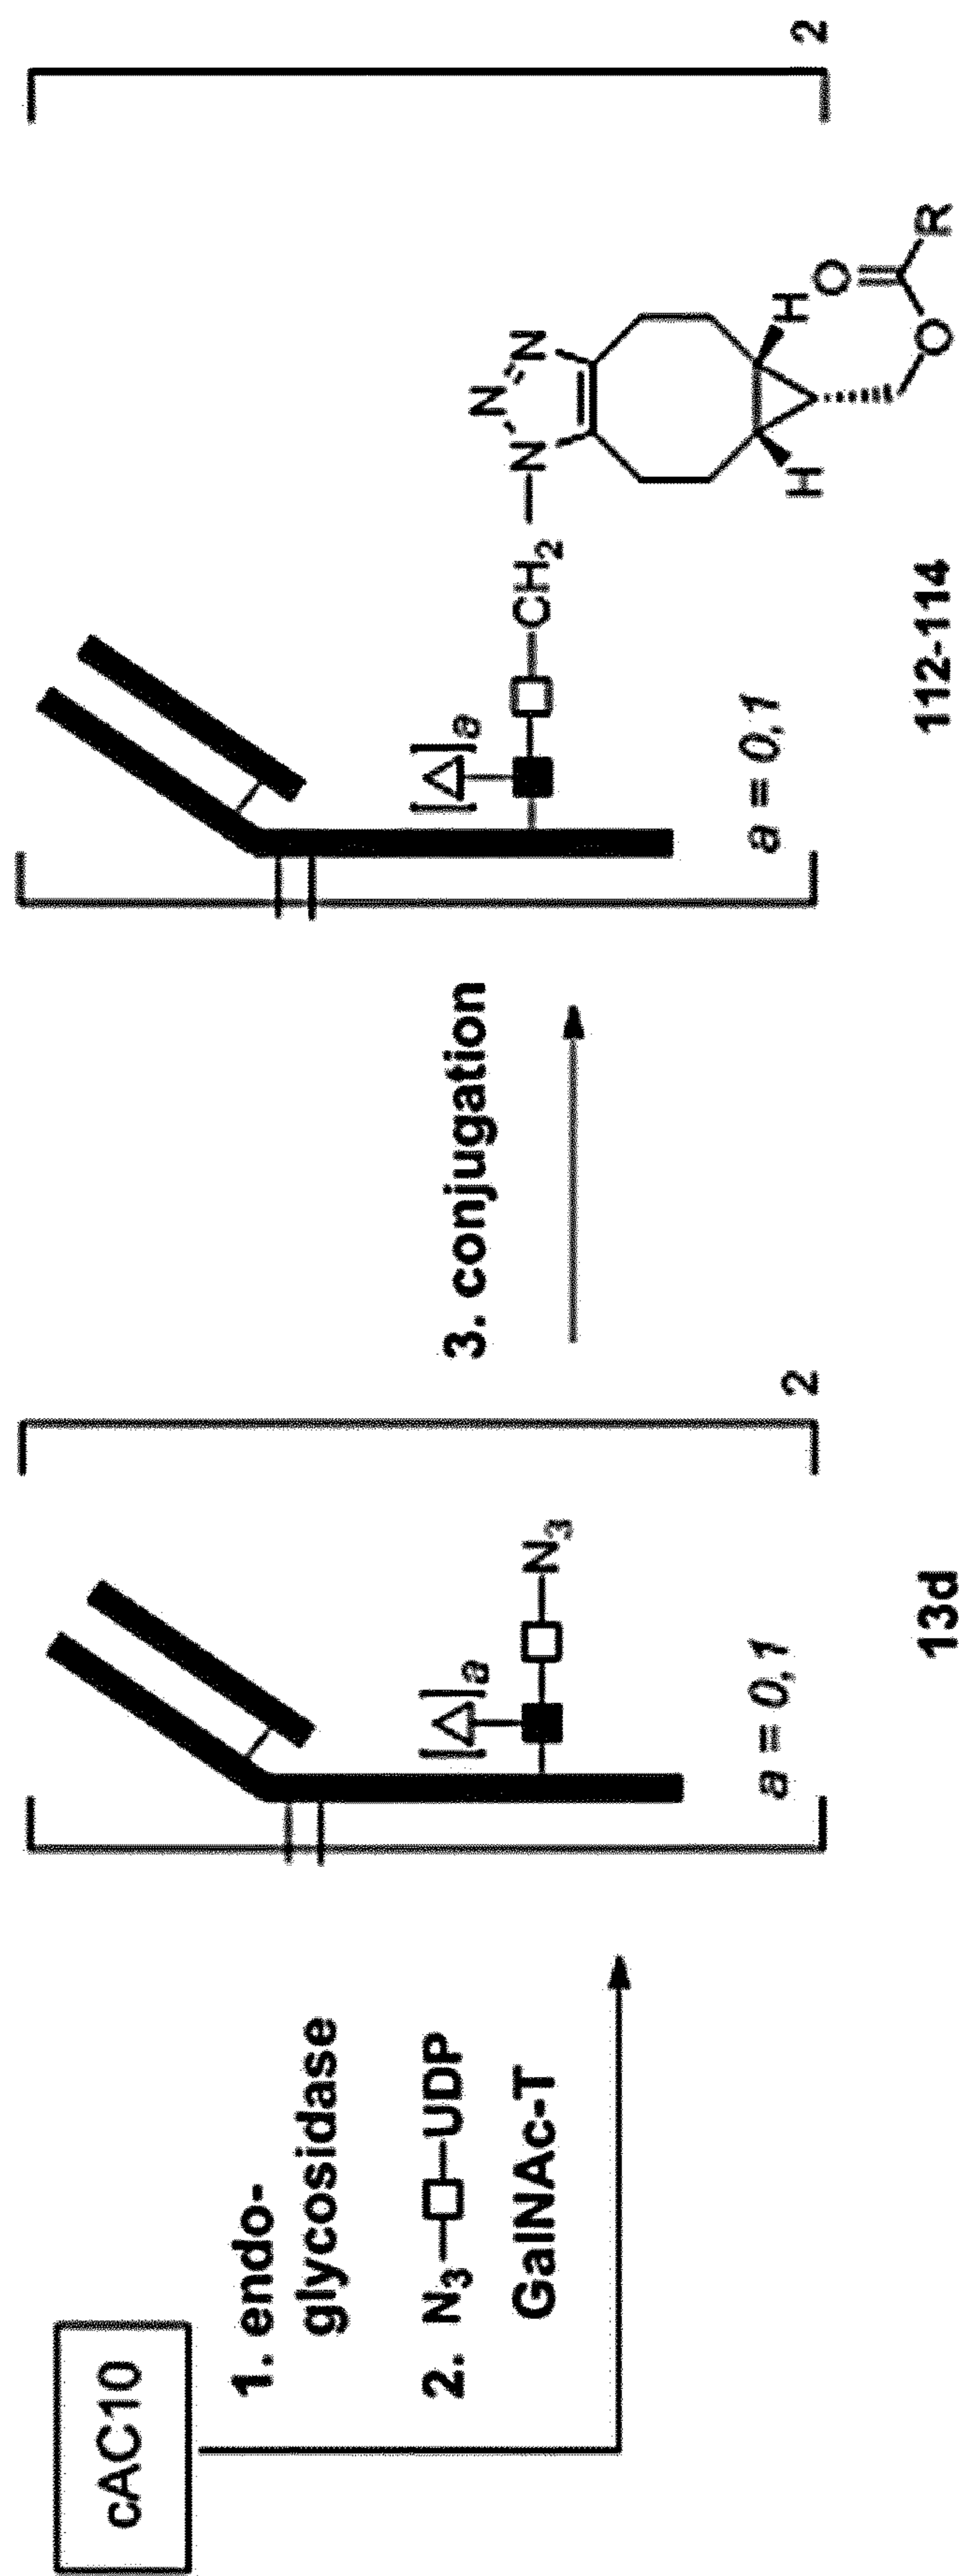 cAC10
1. endo-
glycosidase
2. N3 UDP
GalNAc-T
[ ]a
N3
a = 0,1
2
13d
3. conjugation
[ ]a
CH2
N N N
H H
O
O R
a = 0,1
2
112-114